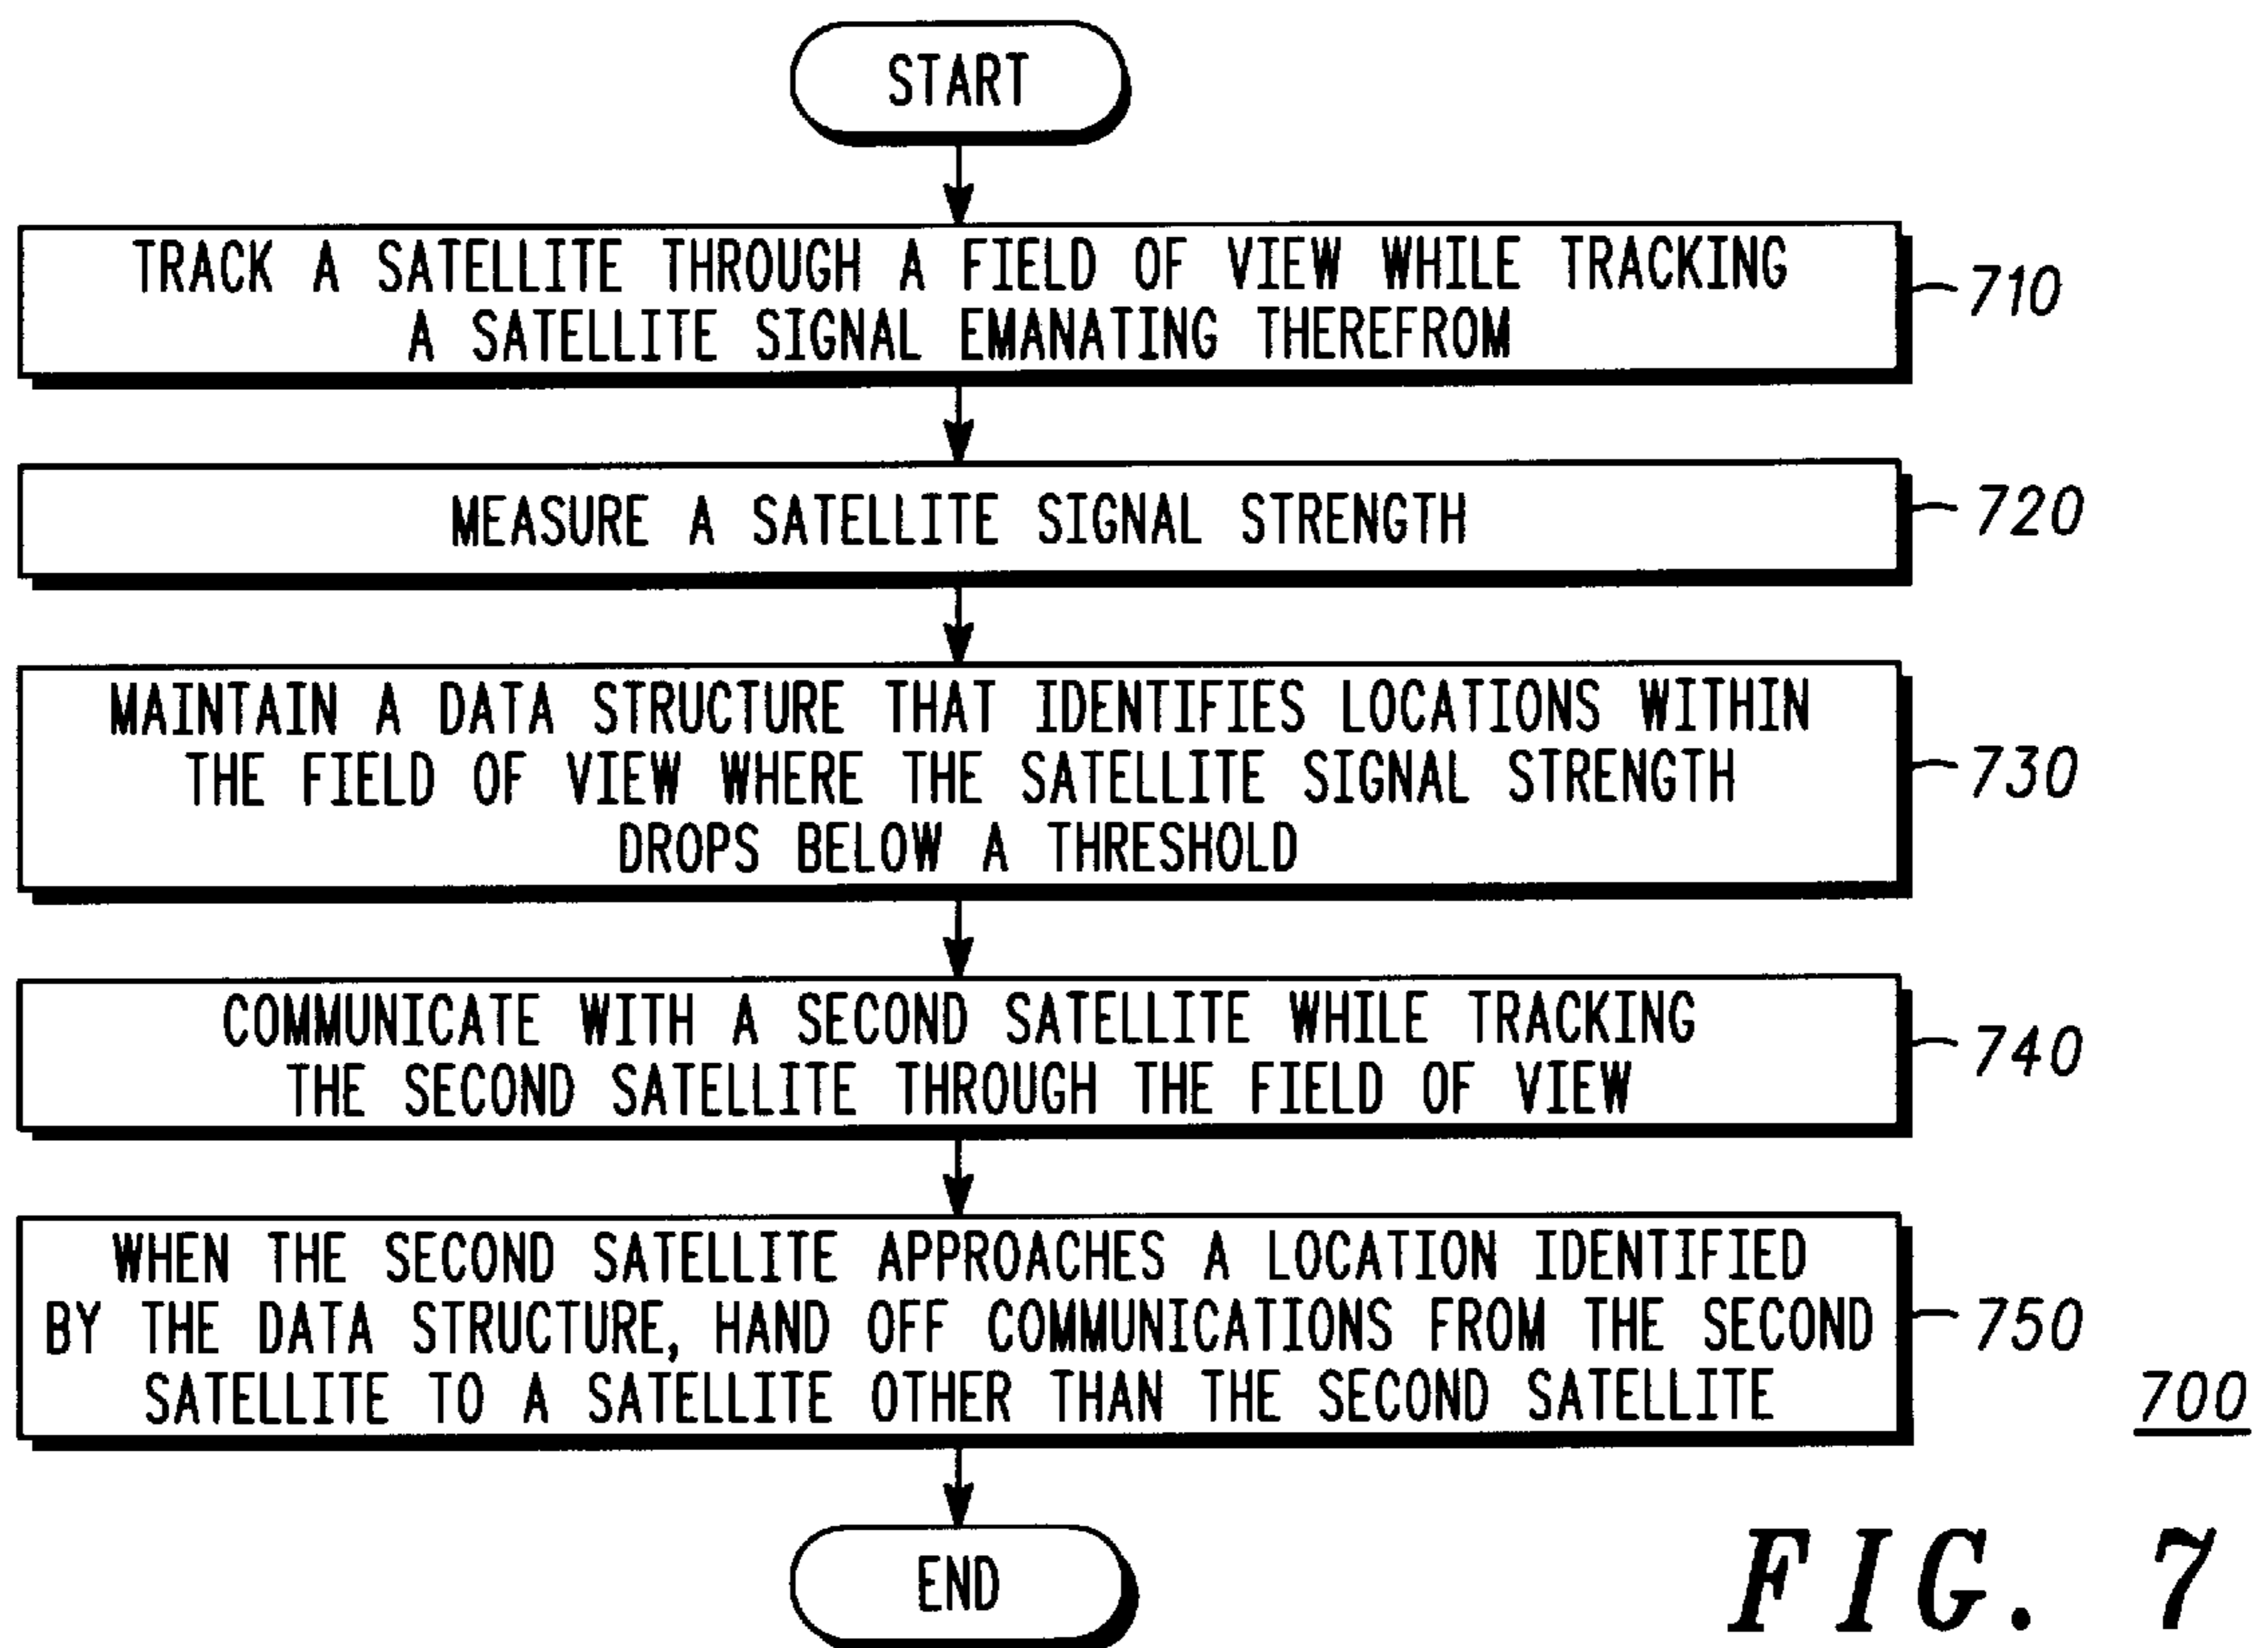 START
TRACK A SATELLITE THROUGH A FIELD OF VIEW WHILE TRACKING
A SATELLITE SIGNAL EMANATING THEREFROM
710
MEASURE A SATELLITE SIGNAL STRENGTH
720
MAINTAIN A DATA STRUCTURE THAT IDENTIFIES LOCATIONS WITHIN
THE FIELD OF VIEW WHERE THE SATELLITE SIGNAL STRENGTH
DROPS BELOW A THRESHOLD
730
COMMUNICATE WITH A SECOND SATELLITE WHILE TRACKING
THE SECOND SATELLITE THROUGH THE FIELD OF VIEW
740
WHEN THE SECOND SATELLITE APPROACHES A LOCATION IDENTIFIED
BY THE DATA STRUCTURE, HAND OFF COMMUNICATIONS FROM THE SECOND
SATELLITE TO A SATELLITE OTHER THAN THE SECOND SATELLITE
750
700
END
FIG. 7